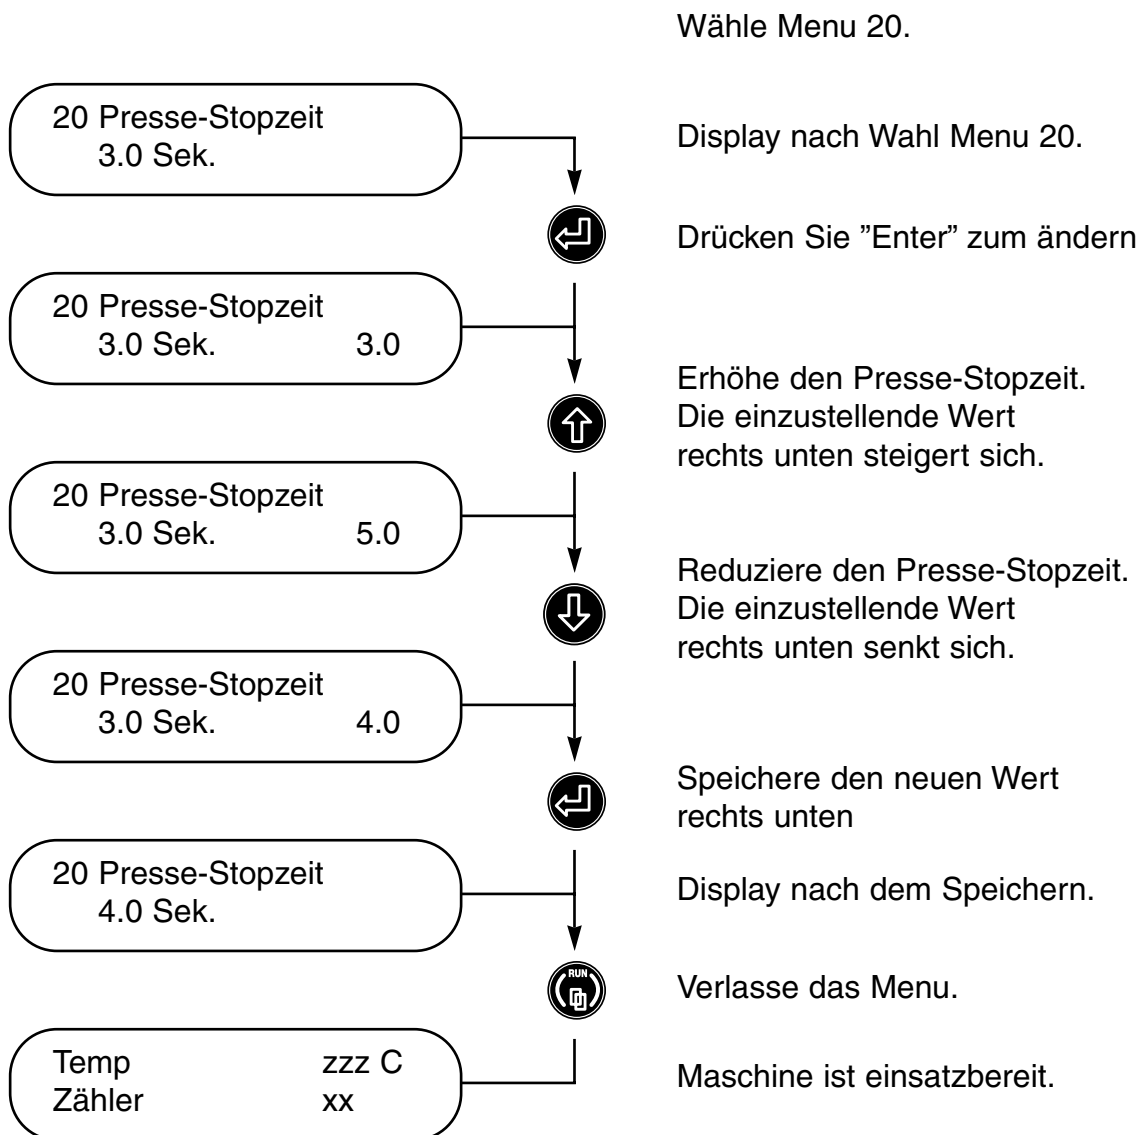 Wähle Menu 20.
20 Presse-Stopzeit
3.0 Sek.
Display nach Wahl Menu 20.
Drücken Sie ”Enter” zum ändern
20 Presse-Stopzeit
3.0 Sek. 3.0
Erhöhe den Presse-Stopzeit.
Die einzustellende Wert
rechts unten steigert sich.
20 Presse-Stopzeit
3.0 Sek. 5.0
Reduziere den Presse-Stopzeit.
Die einzustellende Wert
rechts unten senkt sich.
20 Presse-Stopzeit
3.0 Sek. 4.0
Speichere den neuen Wert
rechts unten
20 Presse-Stopzeit
4.0 Sek.
Display nach dem Speichern.
RUN
Verlasse das Menu.
Temp zzz C
Zähler xx
Maschine ist einsatzbereit.